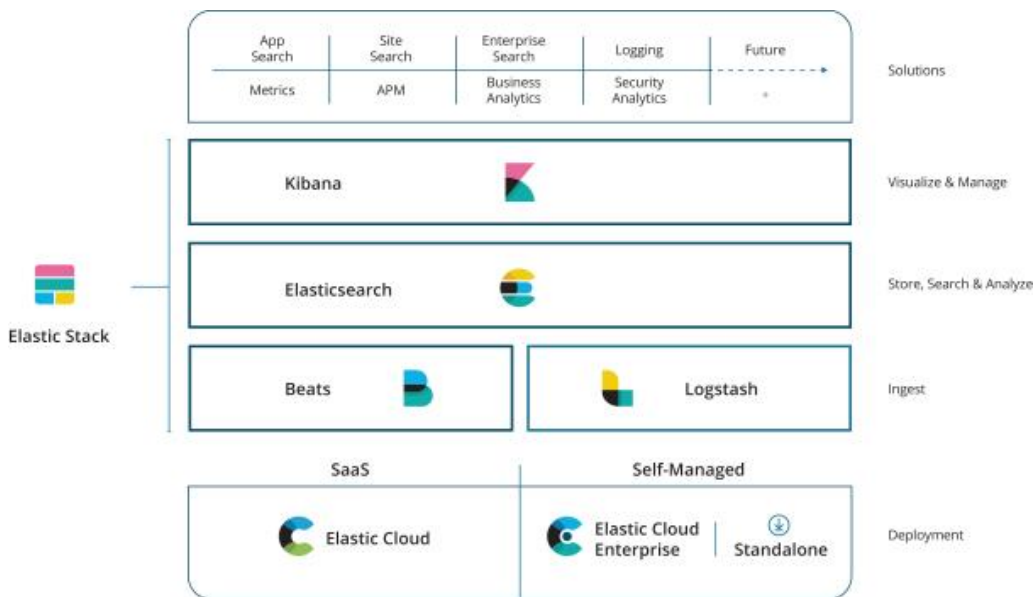 App
Search
Site
Search
Enterprise
Search
Logging
Future
Solutions
Metrics
APM
Business
Analytics
Security
Analytics
Kibana
Visualize & Manage
Elasticsearch
Store, Search & Analyze
Elastic Stack
Beats
Logstash
Ingest
SaaS
Self-Managed
Elastic Cloud
Elastic Cloud
Enterprise
Standalone
Deployment